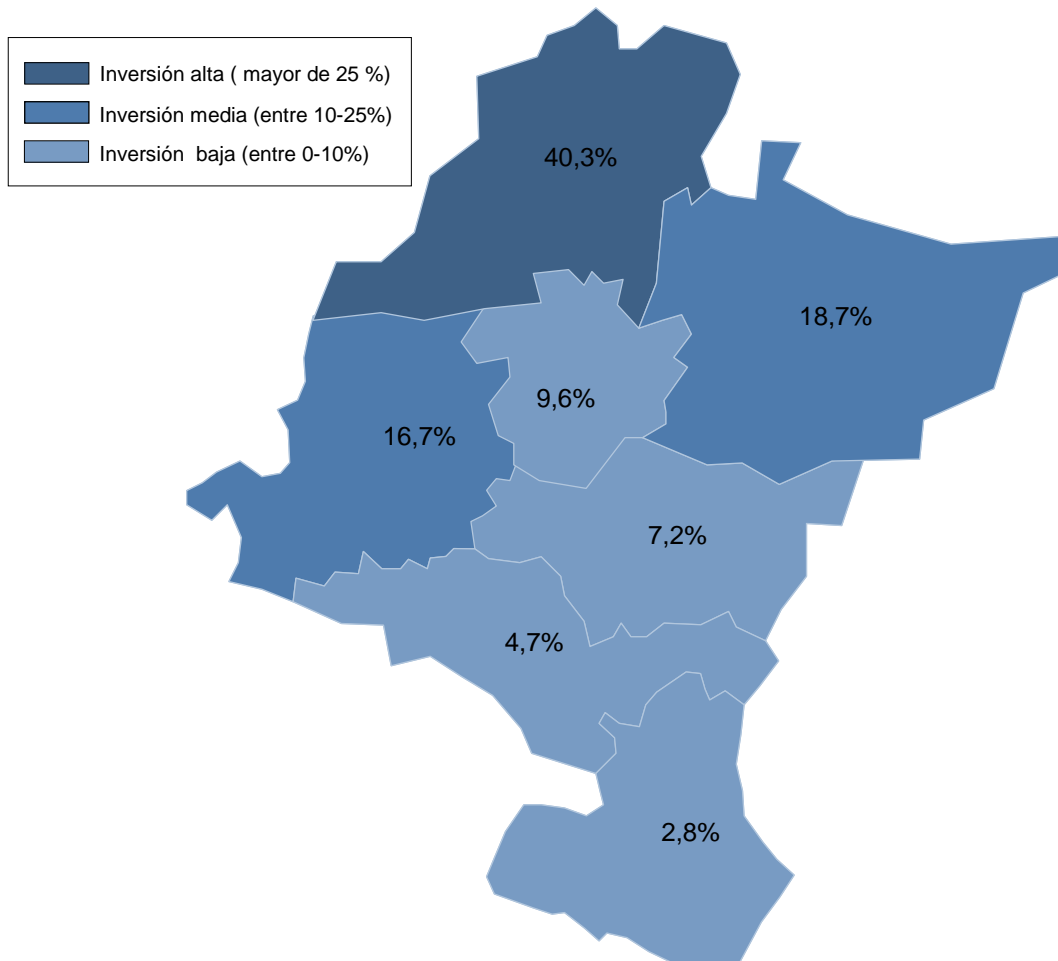 Inversión alta ( mayor de 25 %)
Inversión media (entre 10-25%)
Inversión  baja (entre 0-10%)
40,3%
18,7%
9,6%
16,7%
7,2%
4,7%
2,8%